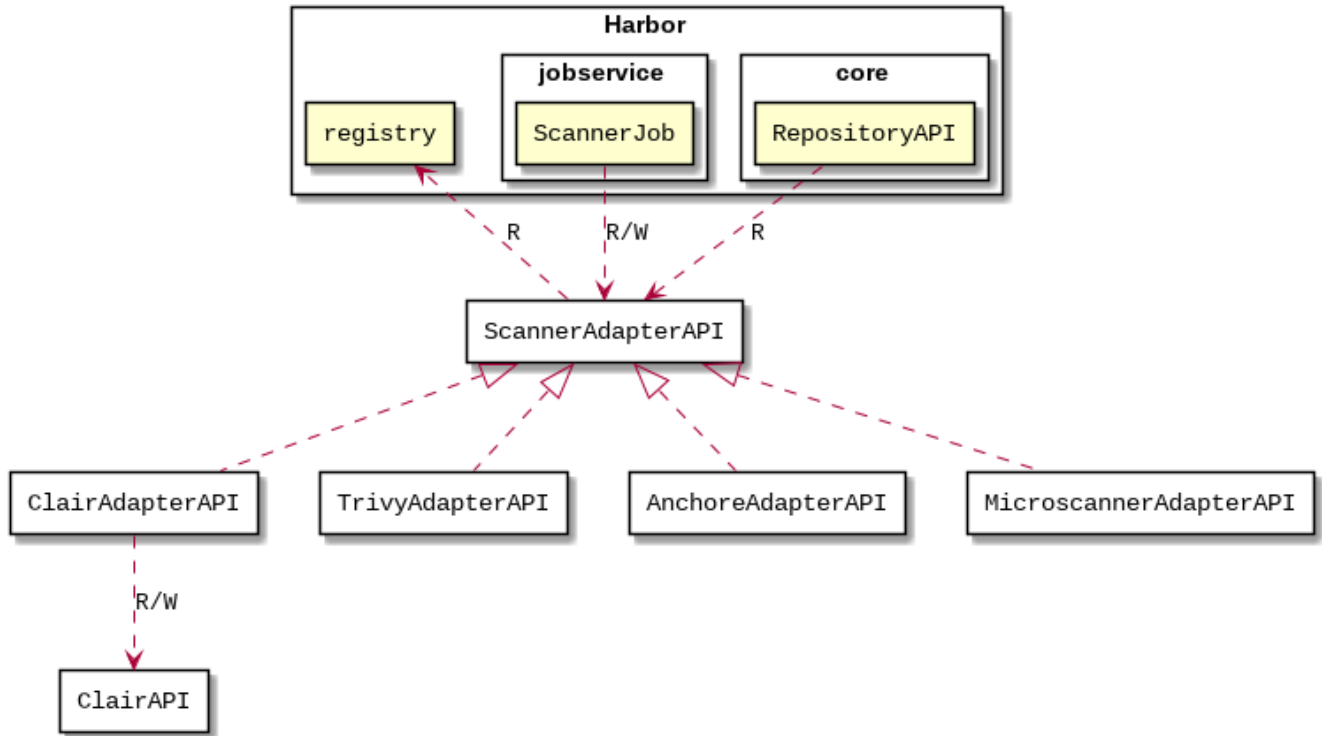 Harbor
jobservice
core
registry
ScannerJob
RepositoryAPI
R
R/W
R
ScannerAdapterAPI
ClairAdapterAPI
TrivyAdapterAPI
AnchoreAdapterAPI
MicroscannerAdapterAPI
R/W
ClairAPI